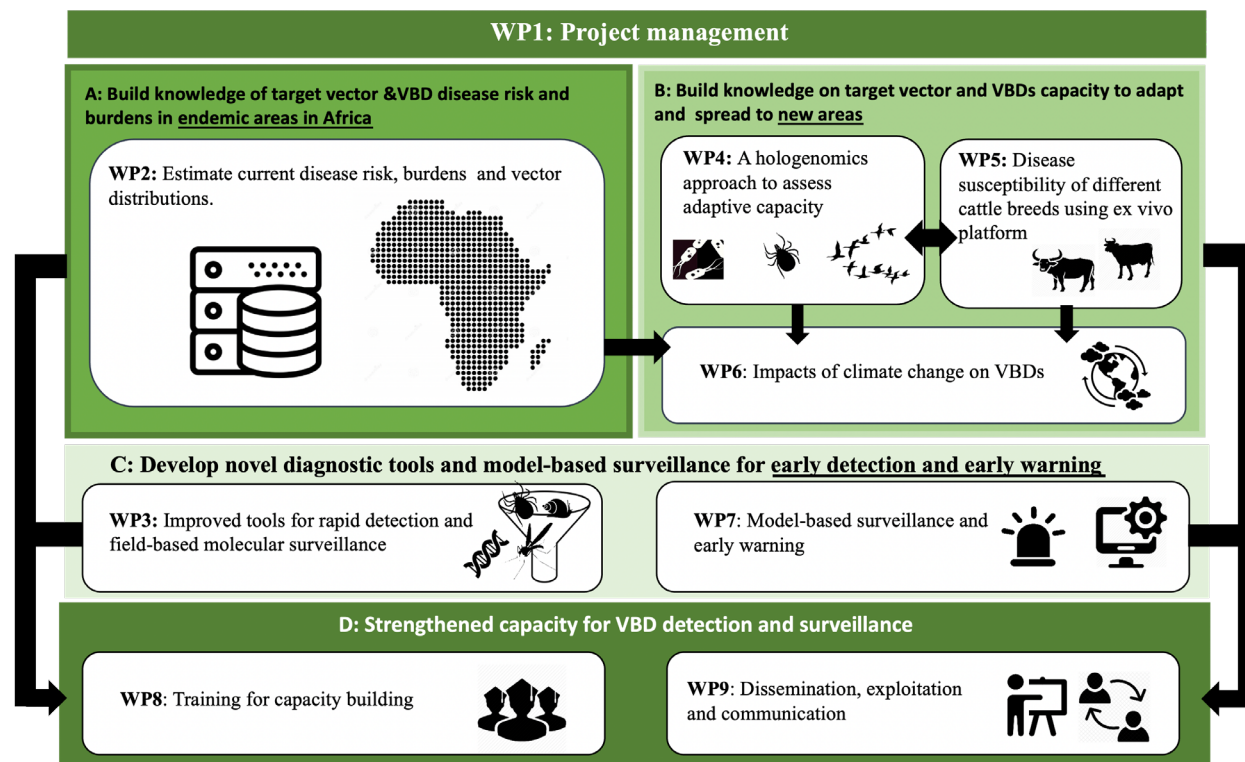 WP1: Project management
A: Build knowledge of target vector &VBD disease risk and
burdens in endemic areas in Africa
WP2: Estimate current disease risk, burdens and vector
distributions.
B: Build knowledge on target vector and VBDs capacity to adapt
and spread to new areas
WP4: A hologenomics
approach to assess
adaptive capacity
WP5: Disease
susceptibility of different
cattle breeds using ex vivo
platform
WP6: Impacts of climate change on VBDs
C: Develop novel diagnostic tools and model-based surveillance for early detection and early warning
WP3: Improved tools for rapid detection and
field-based molecular surveillance
WP7: Model-based surveillance and
early warning
D: Strengthened capacity for VBD detection and surveillance
WP8: Training for capacity building
WP9: Dissemination, exploitation
and communication